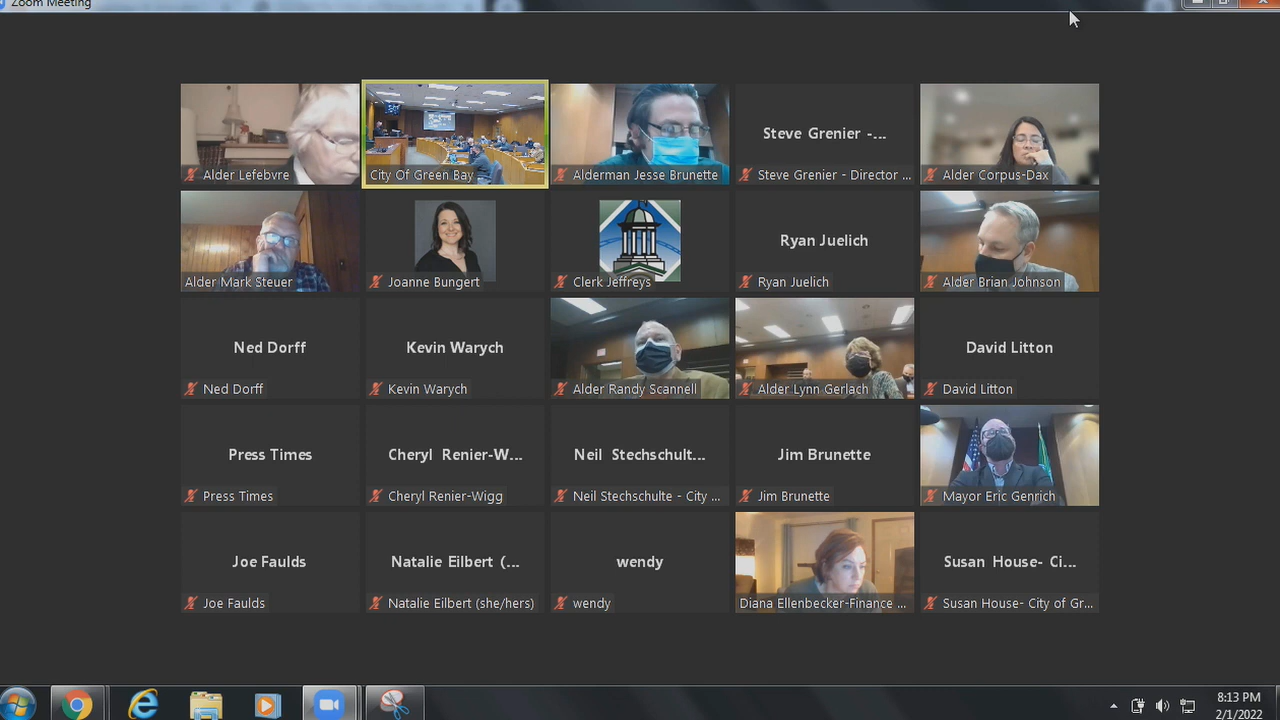 Zoom Meeting
Alder Lefebvre
City Of Green Bay
Alderman Jesse Brunette
Steve Grenier -...
Steve Grenier - Director ...
Alder Corpus-Dax
Alder Mark Steuer
Joanne Bungert
Clerk Jeffreys
Ryan Juelich
Ryan Juelich
Alder Brian Johnson
Ned Dorff
Ned Dorff
Kevin Warych
Kevin Warych
Alder Randy Scannell
Alder Lynn Gerlach
David Litton
David Litton
Press Times
Press Times
Cheryl Renier-W...
Cheryl Renier-Wigg
Neil Stechschult...
Neil Stechschulte - City ...
Jim Brunette
Jim Brunette
Mayor Eric Genrich
Joe Faulds
Joe Faulds
Natalie Eilbert (...
Natalie Eilbert (she/hers)
wendy
wendy
Diana Ellenbecker-Finance ...
Susan House- Ci...
Susan House- City of Gr...
8:13 PM
2/1/2022